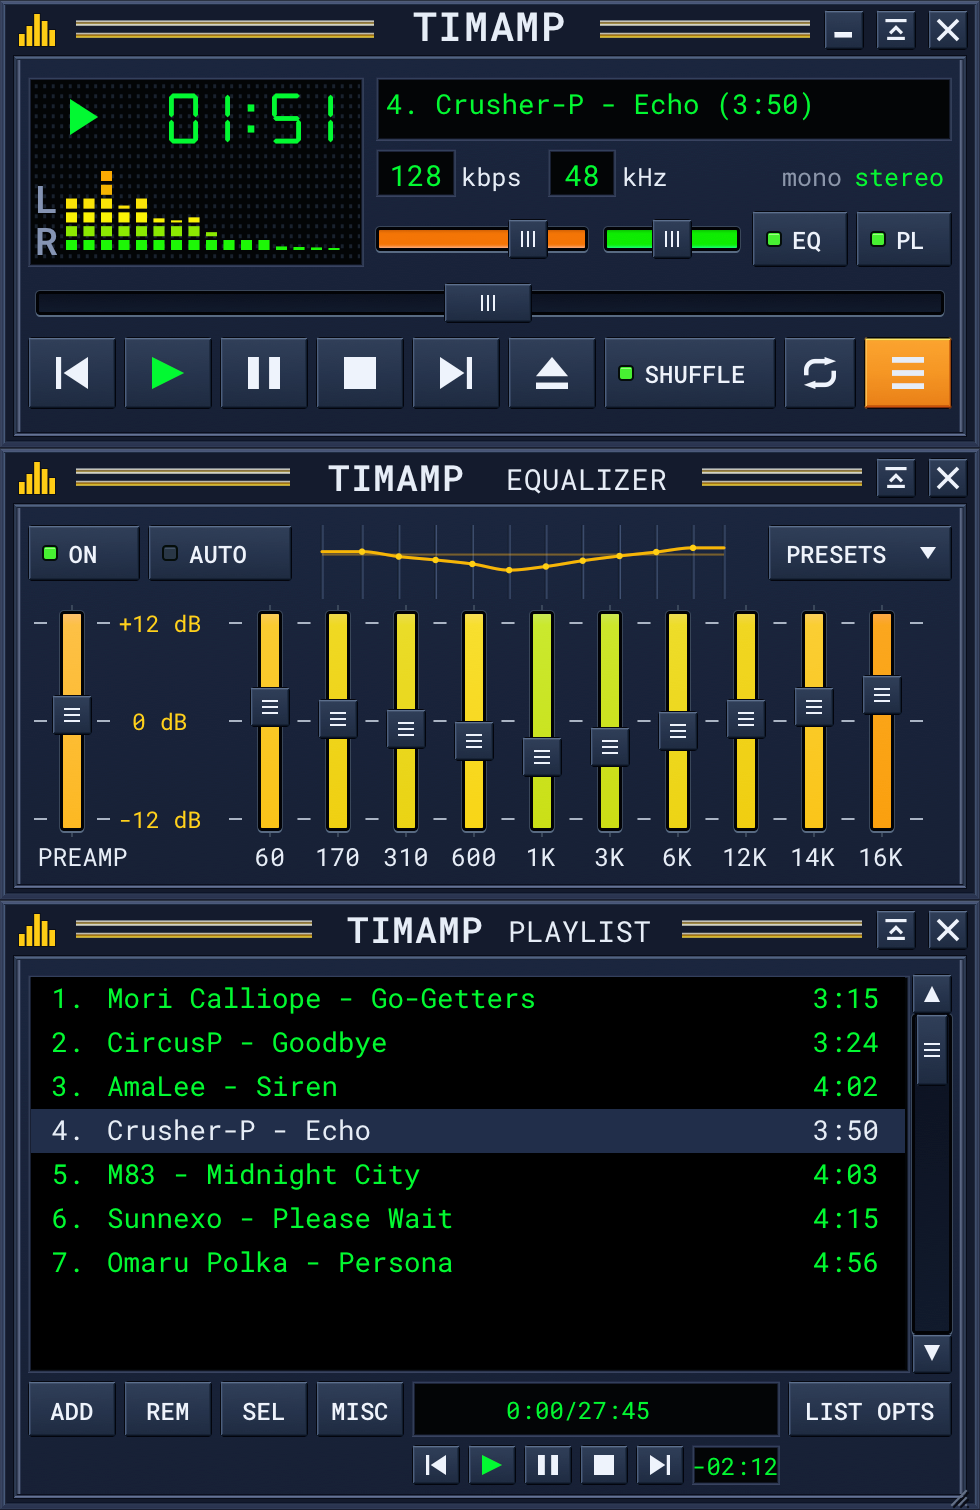 TIMAMP
01:51
4. Crusher-P - Echo (3:50)
L
R
128 kbps 48 kHz mono stereo
EQ PL
SHUFFLE
TIMAMP EQUALIZER
ON AUTO PRESETS
+12 dB
0 dB
-12 dB
PREAMP 60 170 310 600 1K 3K 6K 12K 14K 16K
TIMAMP PLAYLIST
1. Mori Calliope - Go-Getters 3:15
2. CircusP - Goodbye 3:24
3. AmaLee - Siren 4:02
4. Crusher-P - Echo 3:50
5. M83 - Midnight City 4:03
6. Sunnexo - Please Wait 4:15
7. Omaru Polka - Persona 4:56
ADD REM SEL MISC 0:00/27:45 LIST OPTS
-02:12